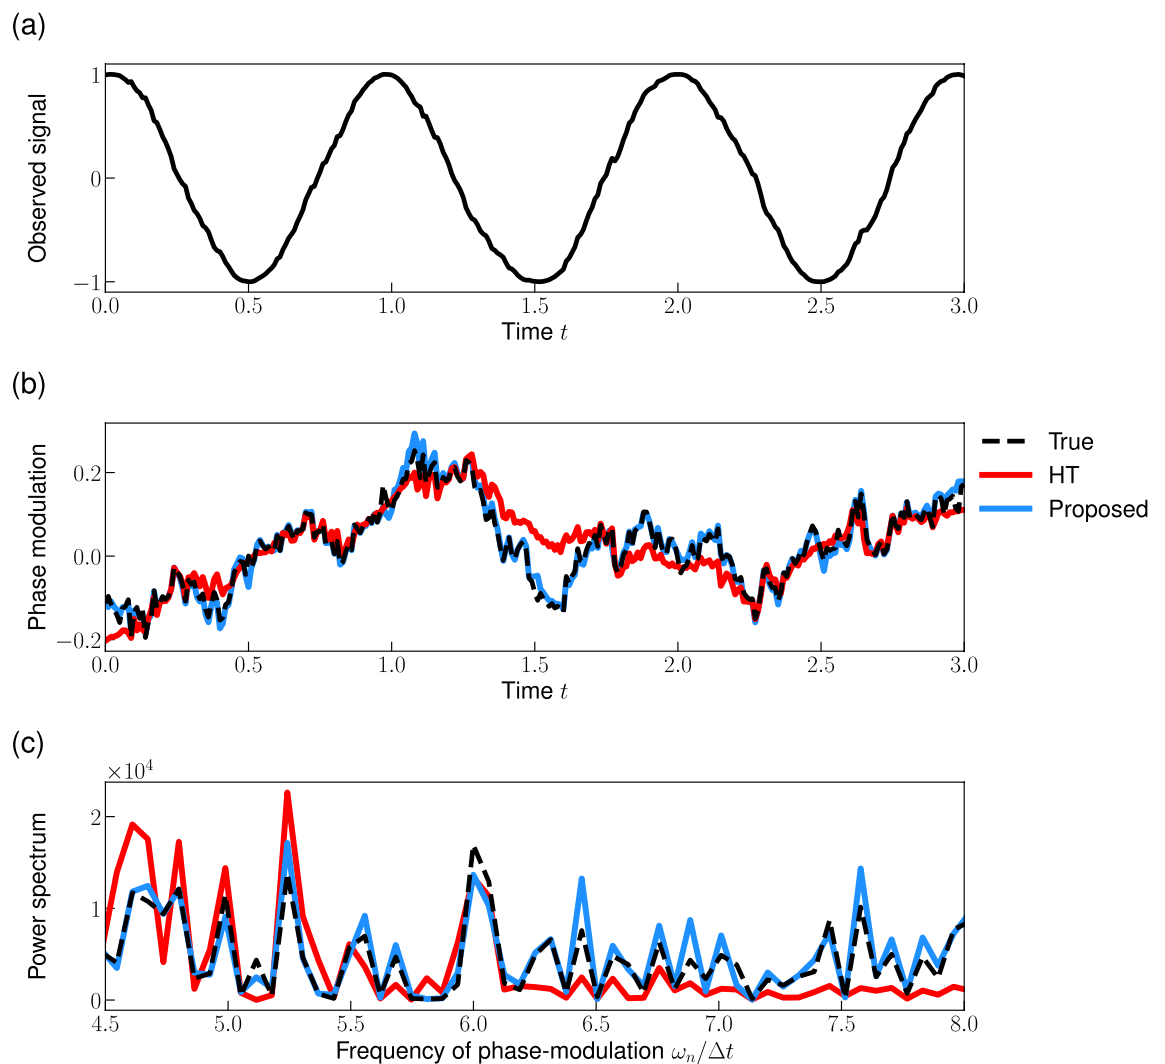 (a)
1
0
−1
Observed signal
0.0 0.5 1.0 1.5 2.0 2.5 3.0
Time t
(b)
0.2
0.0
−0.2
Phase modulation
True
HT
Proposed
0.0 0.5 1.0 1.5 2.0 2.5 3.0
Time t
(c)
×10⁴
2
1
0
Power spectrum
4.5 5.0 5.5 6.0 6.5 7.0 7.5 8.0
Frequency of phase-modulation ωₙ/Δt